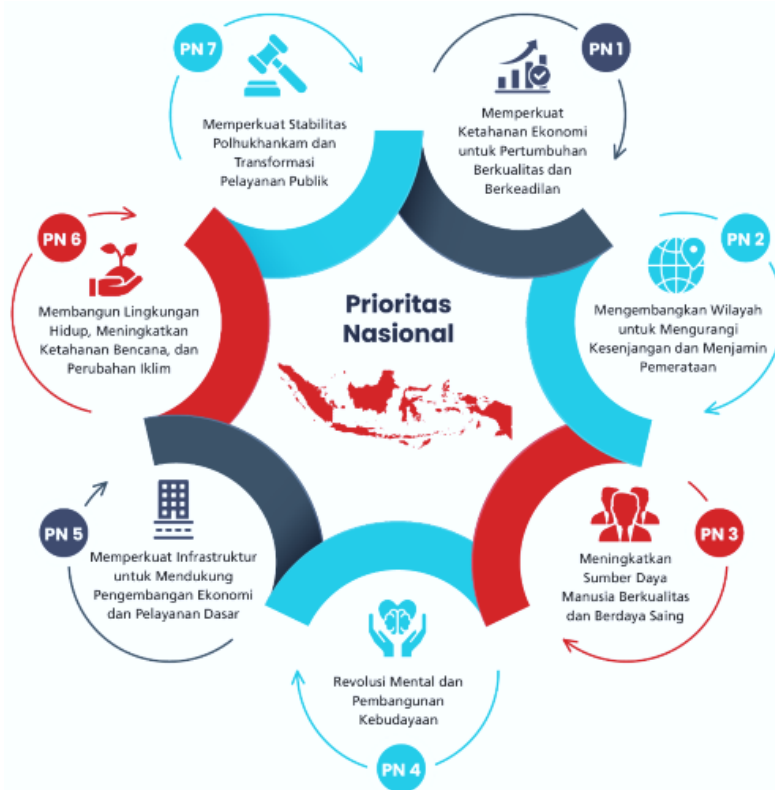 Prioritas
Nasional
PN 1
Memperkuat
Ketahanan Ekonomi
untuk Pertumbuhan
Berkualitas dan
Berkeadilan
PN 2
Mengembangkan Wilayah
untuk Mengurangi
Kesenjangan dan Menjamin
Pemerataan
PN 3
Meningkatkan
Sumber Daya
Manusia Berkualitas
dan Berdaya Saing
PN 4
Revolusi Mental dan
Pembangunan
Kebudayaan
PN 5
Memperkuat Infrastruktur
untuk Mendukung
Pengembangan Ekonomi
dan Pelayanan Dasar
PN 6
Membangun Lingkungan
Hidup, Meningkatkan
Ketahanan Bencana, dan
Perubahan Iklim
PN 7
Memperkuat Stabilitas
Polhukhankam dan
Transformasi
Pelayanan Publik